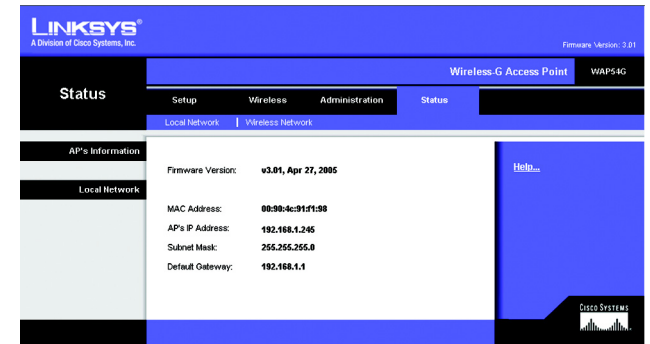 LINKSYS®
A Division of Cisco Systems, Inc.
Firmware Version: 3.01
Wireless-G Access Point WAP54G
Status
Setup Wireless Administration Status
Local Network | Wireless Network
AP's Information
Firmware Version: v3.01, Apr 27, 2005
Help...
Local Network
MAC Address: 00:90:4c:91:f1:98
AP's IP Address: 192.168.1.245
Subnet Mask: 255.255.255.0
Default Gateway: 192.168.1.1
CISCO SYSTEMS